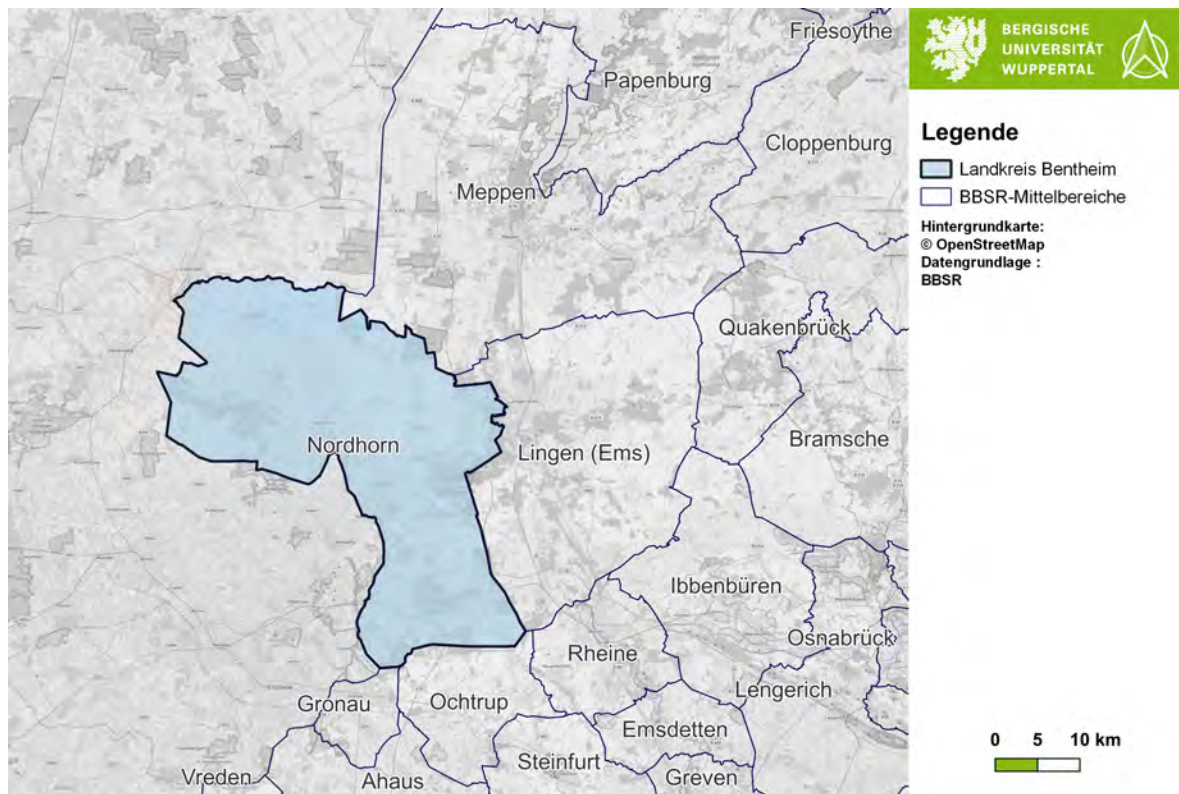 Friesoythe
Papenburg
Cloppenburg
Meppen
Quakenbrück
Bramsche
Nordhorn
Lingen (Ems)
Ibbenbüren
Osnabrück
Rheine
Lengerich
Gronau
Ochtrup
Emsdetten
Steinfurt
Vreden
Ahaus
Greven
BERGISCHE
UNIVERSITÄT
WUPPERTAL
Legende
Landkreis Bentheim
BBSR-Mittelbereiche
Hintergrundkarte:
© OpenStreetMap
Datengrundlage :
BBSR
0 5 10 km